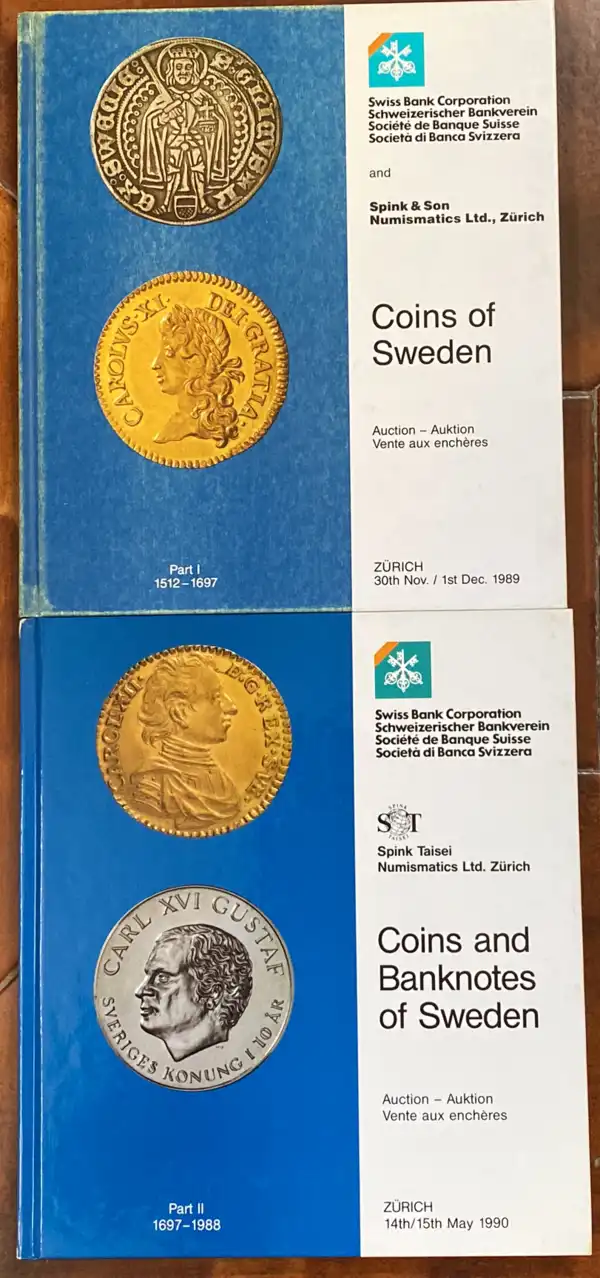 Swiss Bank Corporation
Schweizerischer Bankverein
Société de Banque Suisse
Società di Banca Svizzera
and
Spink & Son
Numismatics Ltd., Zürich
Coins of
Sweden
Auction – Auktion
Vente aux enchères
ZÜRICH
30th Nov. / 1st Dec. 1989
CAROLVS·XI· DEI·GRATIA·
Part I
1512–1697
Swiss Bank Corporation
Schweizerischer Bankverein
Société de Banque Suisse
Società di Banca Svizzera
SPINK
ST
TAISEI
Spink Taisei
Numismatics Ltd. Zürich
Coins and
Banknotes
of Sweden
Auction – Auktion
Vente aux enchères
ZÜRICH
14th/15th May 1990
CARL XVI GUSTAF
SVERIGES KONUNG I 10 ÅR
Part II
1697–1988